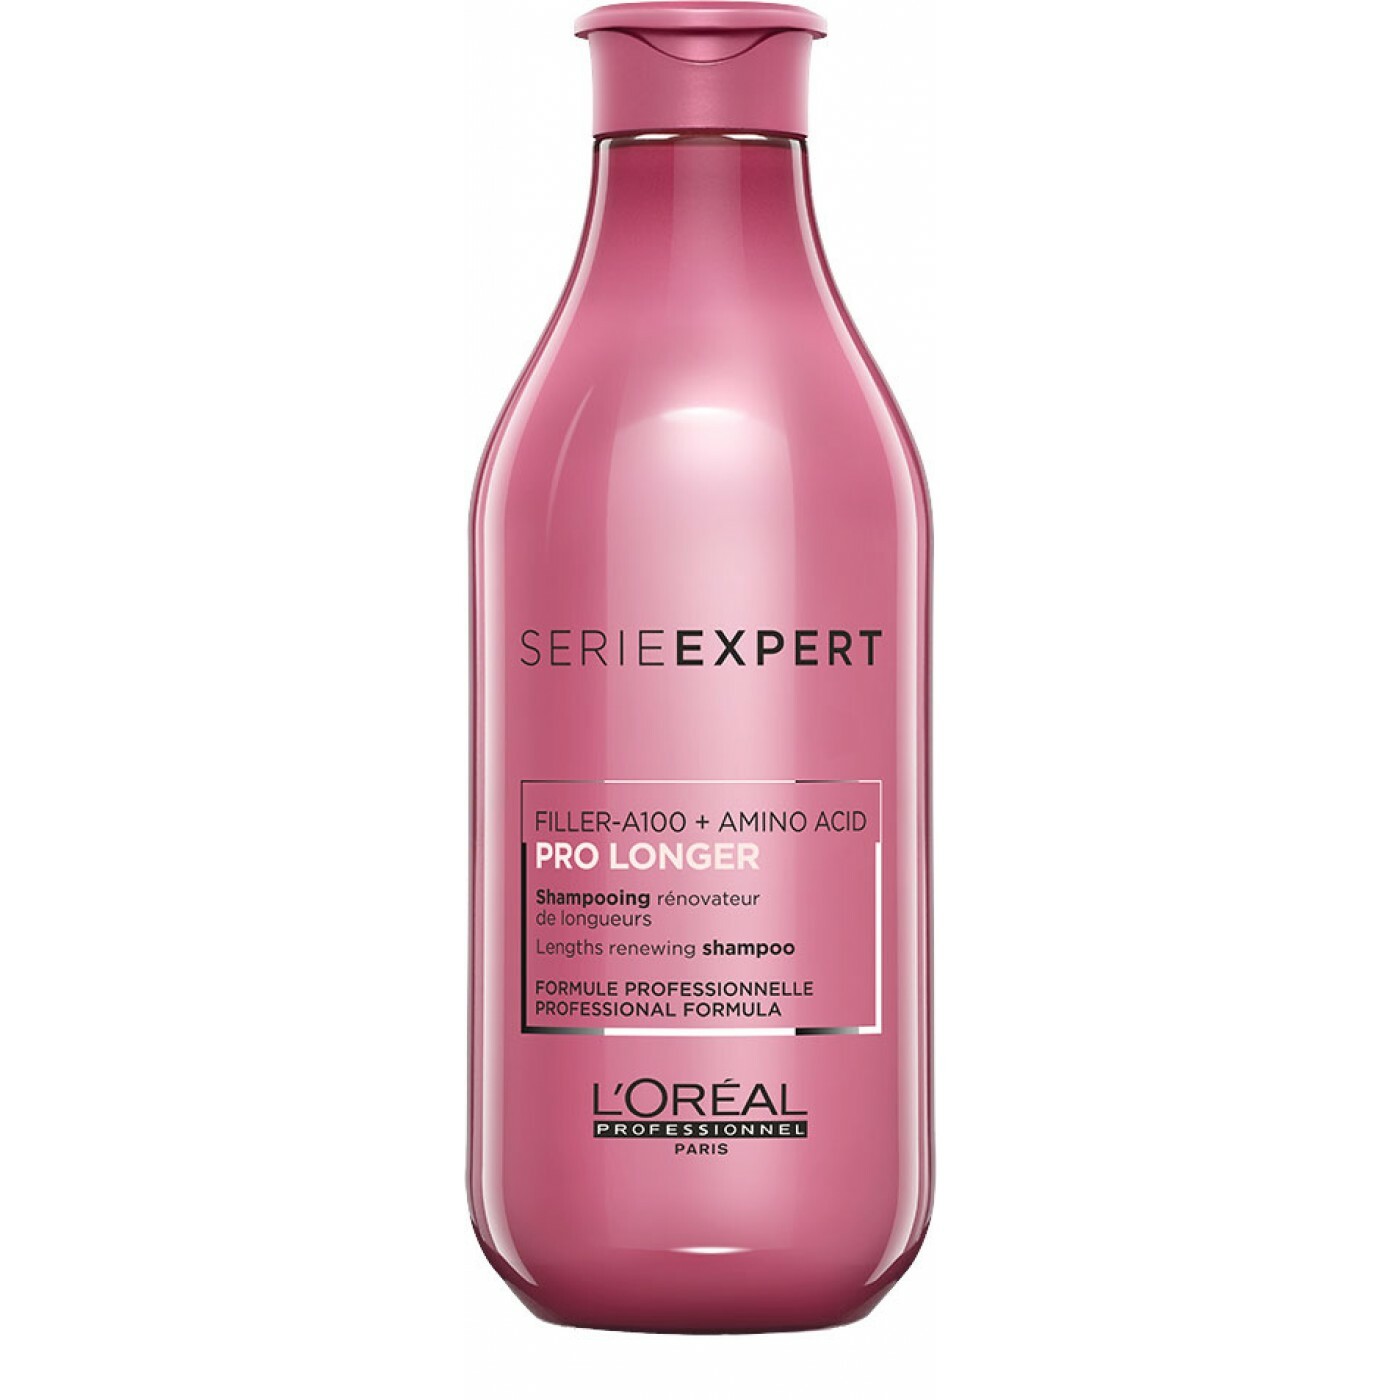 SERIEEXPERT
FILLER-A100 + AMINO ACID
PRO LONGER
Shampooing rénovateur
de longueurs
Lengths renewing shampoo
FORMULE PROFESSIONNELLE
PROFESSIONAL FORMULA
L'ORÉAL
PROFESSIONNEL
PARIS